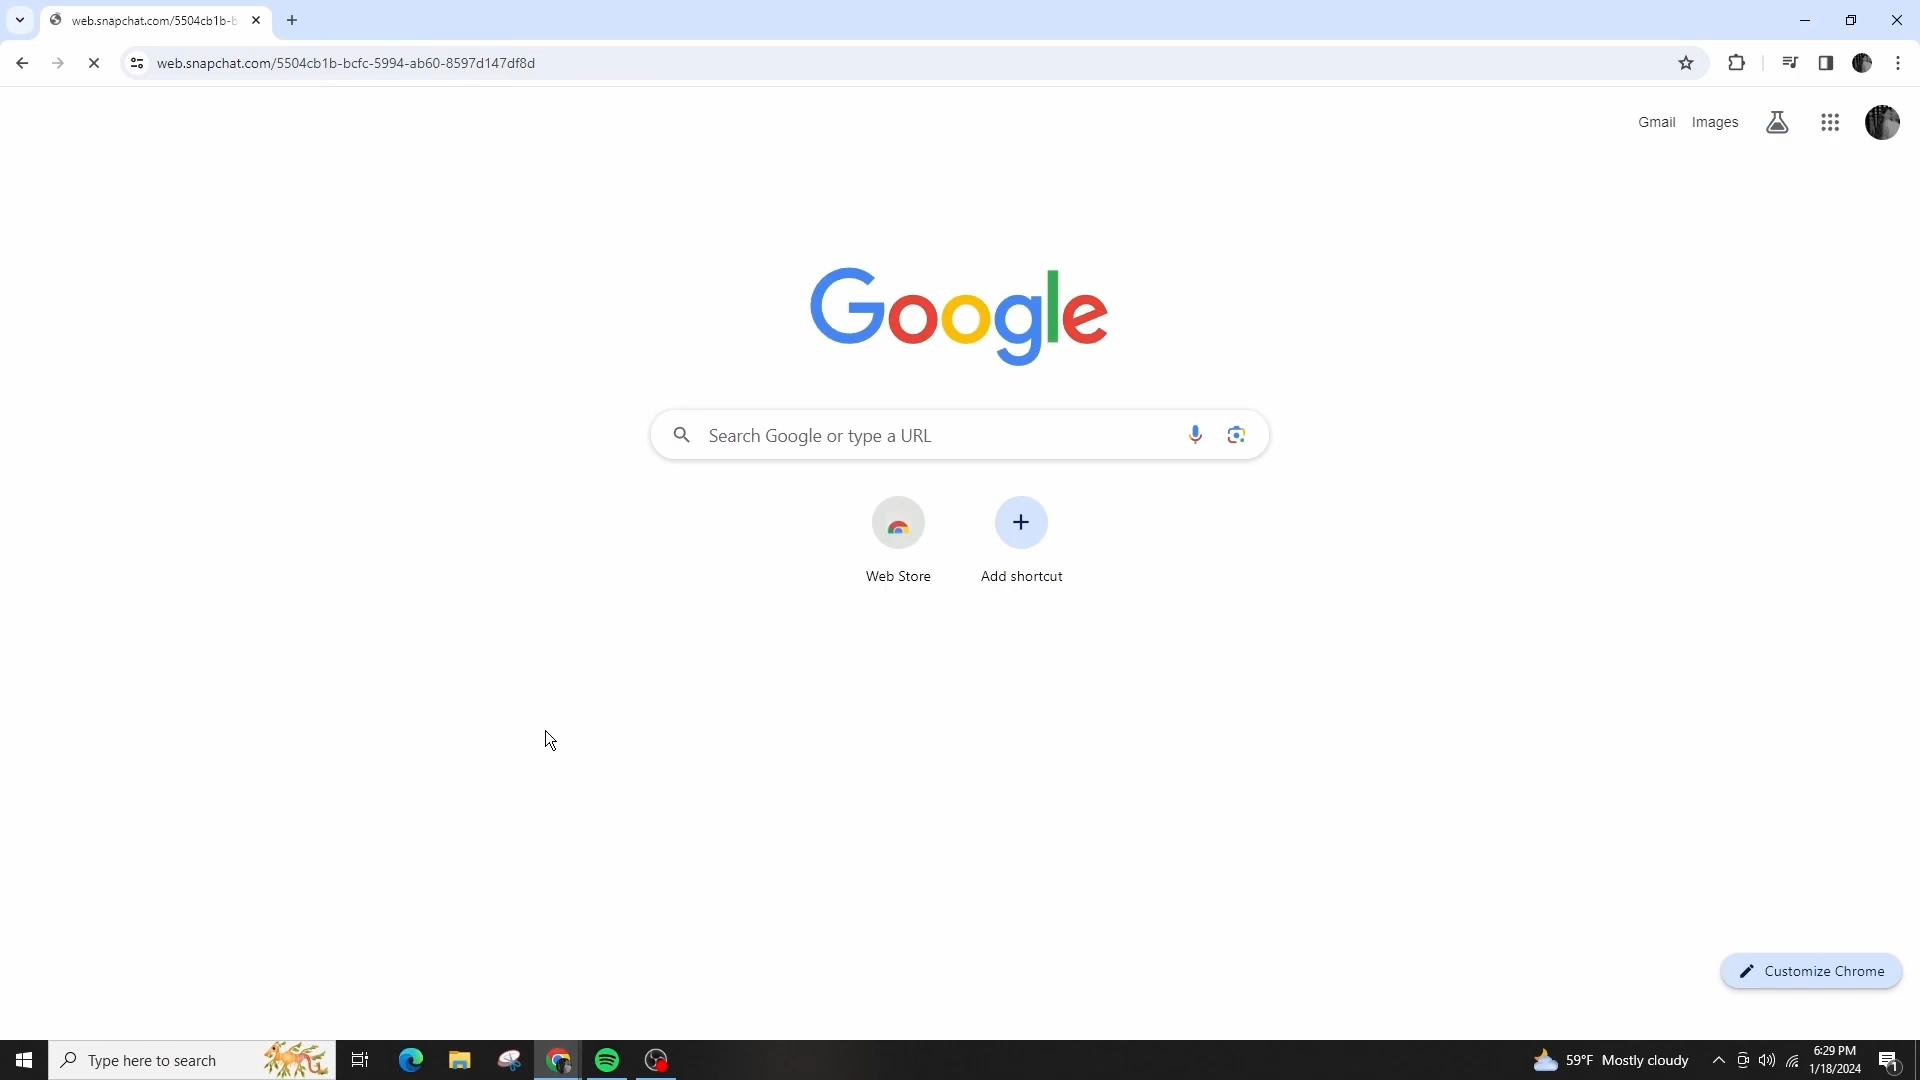 web.snapchat.com/5504cb1b-b
web.snapchat.com/5504cb1b-bcfc-5994-ab60-8597d147df8d
Gmail Images
Google
Search Google or type a URL
Web Store Add shortcut
Customize Chrome
Type here to search
59°F Mostly cloudy
6:29 PM
1/18/2024
1